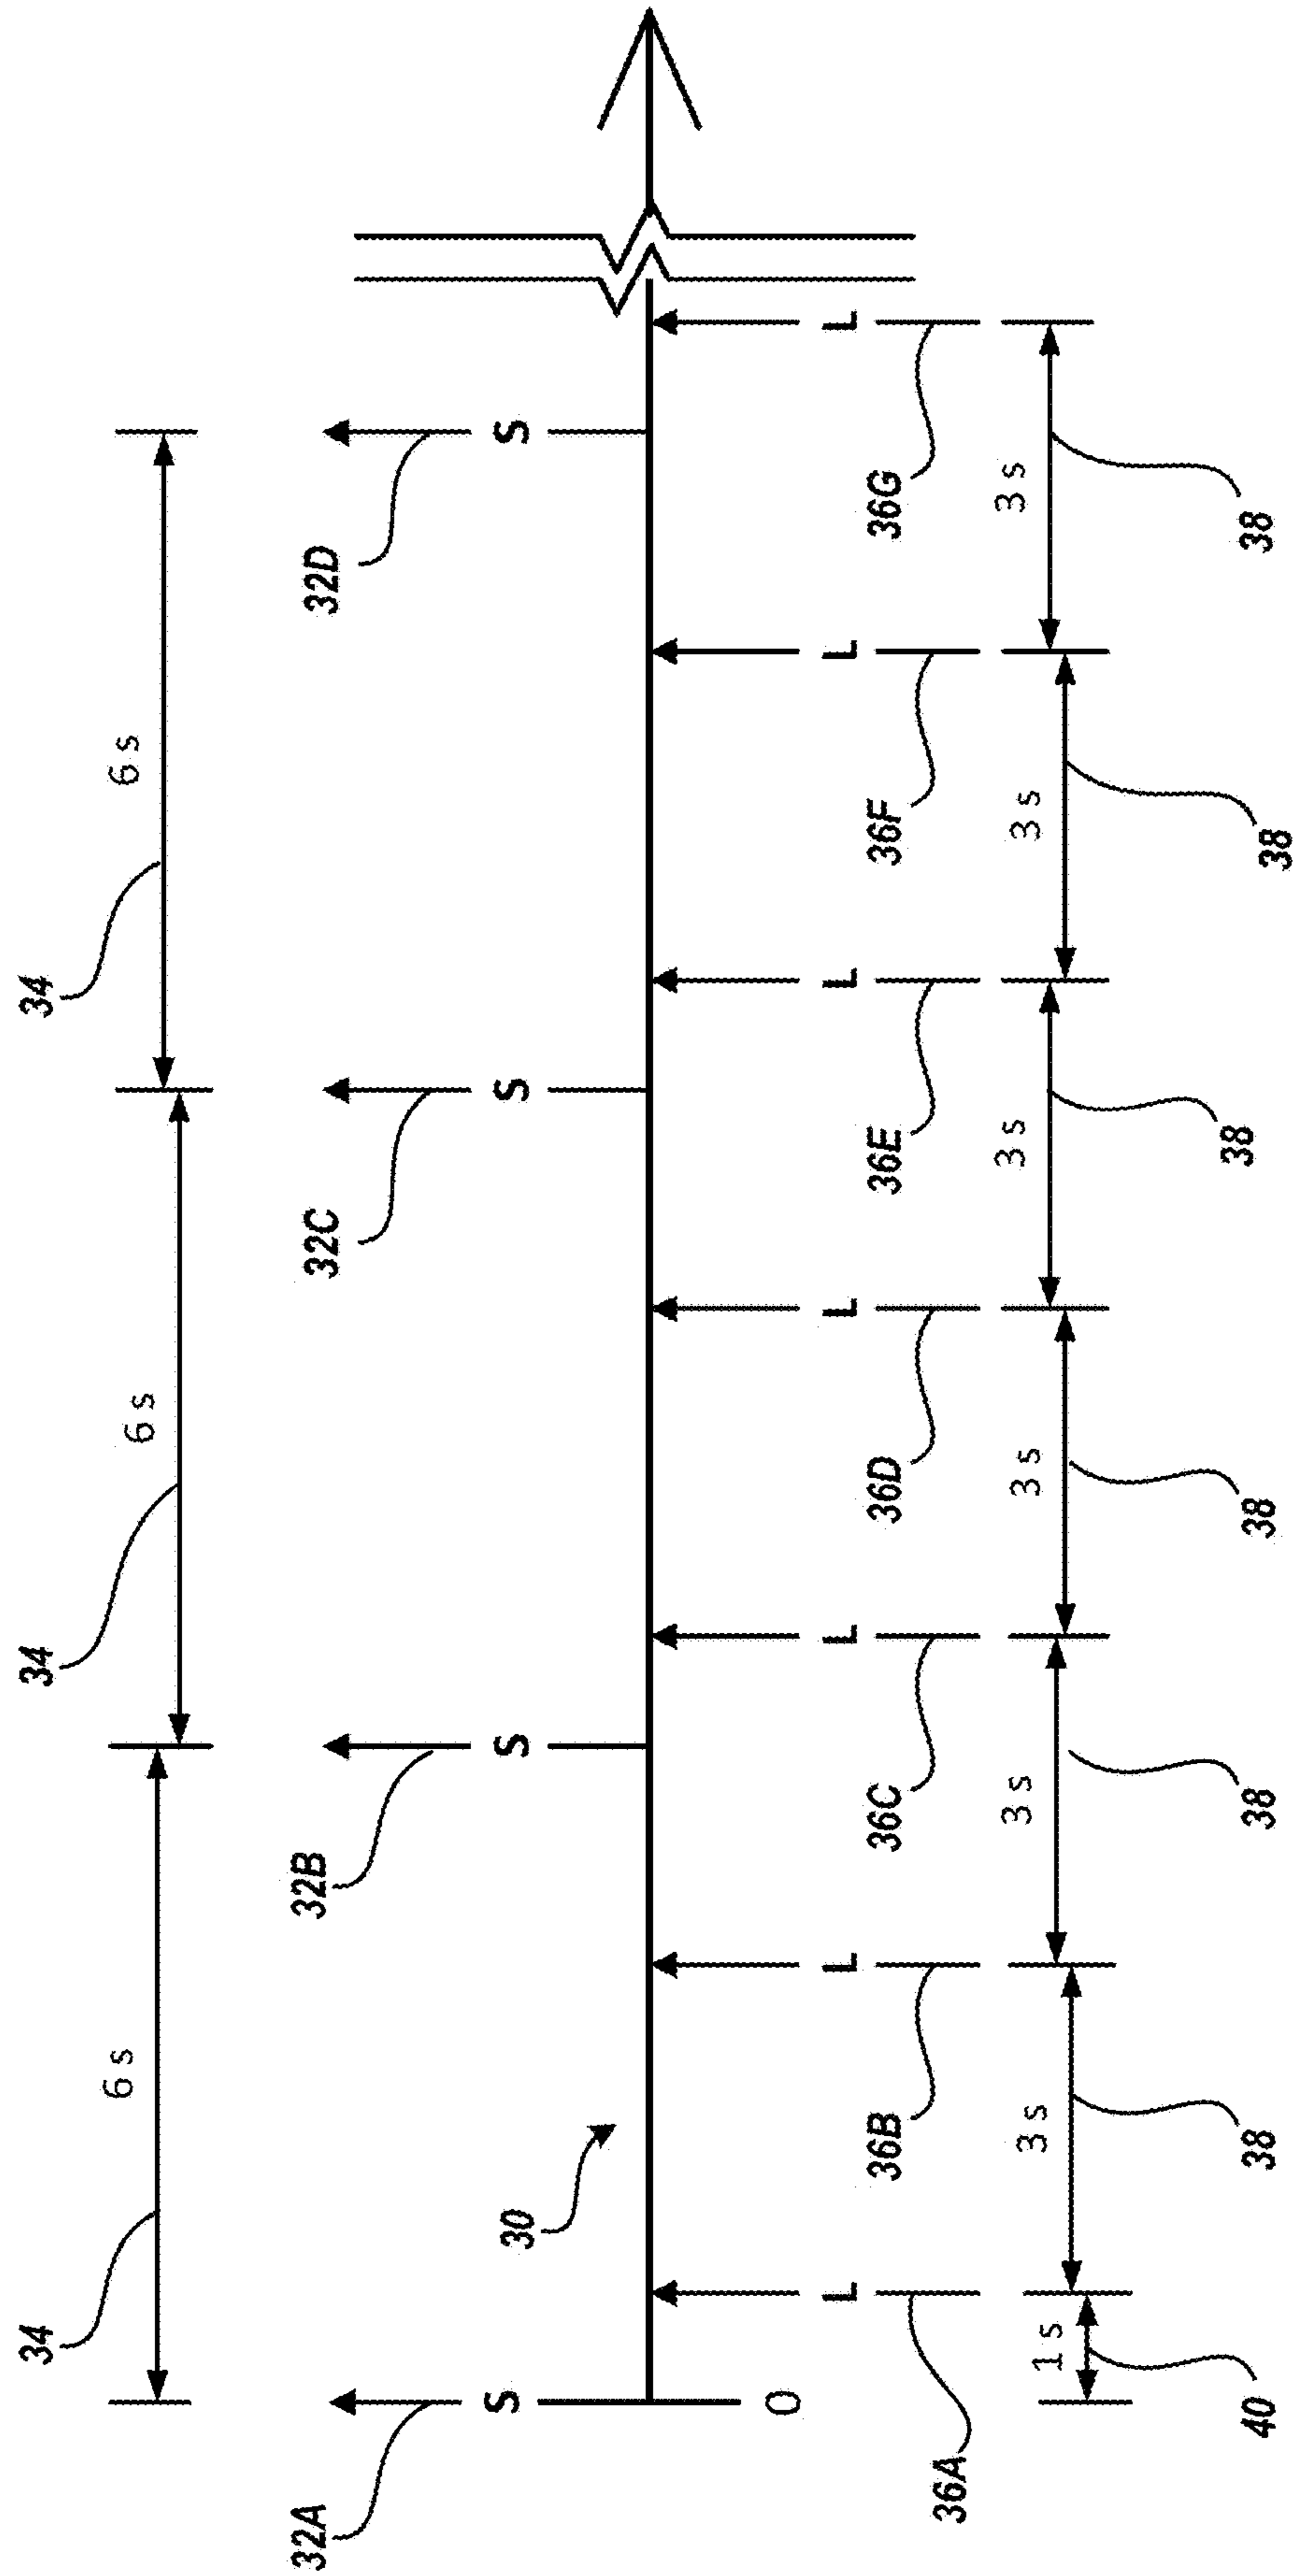 34 34 34
6 s 6 s 6 s
32A 32B 32C 32D
S S S S
30
O
L L L L L L L
36A 36B 36C 36D 36E 36F 36G
1 s 3 s 3 s 3 s 3 s 3 s 3 s
40 38 38 38 38 38 38